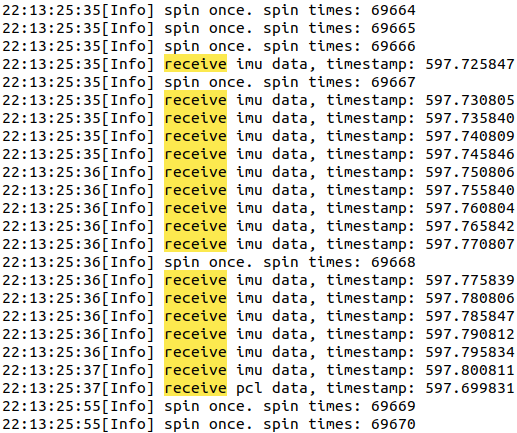 22:13:25:35[Info] spin once. spin times: 69664
22:13:25:35[Info] spin once. spin times: 69665
22:13:25:35[Info] spin once. spin times: 69666
22:13:25:35[Info] receive imu data, timestamp: 597.725847
22:13:25:35[Info] spin once. spin times: 69667
22:13:25:35[Info] receive imu data, timestamp: 597.730805
22:13:25:35[Info] receive imu data, timestamp: 597.735840
22:13:25:35[Info] receive imu data, timestamp: 597.740809
22:13:25:35[Info] receive imu data, timestamp: 597.745846
22:13:25:36[Info] receive imu data, timestamp: 597.750806
22:13:25:36[Info] receive imu data, timestamp: 597.755840
22:13:25:36[Info] receive imu data, timestamp: 597.760804
22:13:25:36[Info] receive imu data, timestamp: 597.765842
22:13:25:36[Info] receive imu data, timestamp: 597.770807
22:13:25:36[Info] spin once. spin times: 69668
22:13:25:36[Info] receive imu data, timestamp: 597.775839
22:13:25:36[Info] receive imu data, timestamp: 597.780806
22:13:25:36[Info] receive imu data, timestamp: 597.785847
22:13:25:36[Info] receive imu data, timestamp: 597.790812
22:13:25:36[Info] receive imu data, timestamp: 597.795834
22:13:25:37[Info] receive imu data, timestamp: 597.800811
22:13:25:37[Info] receive pcl data, timestamp: 597.699831
22:13:25:55[Info] spin once. spin times: 69669
22:13:25:55[Info] spin once. spin times: 69670